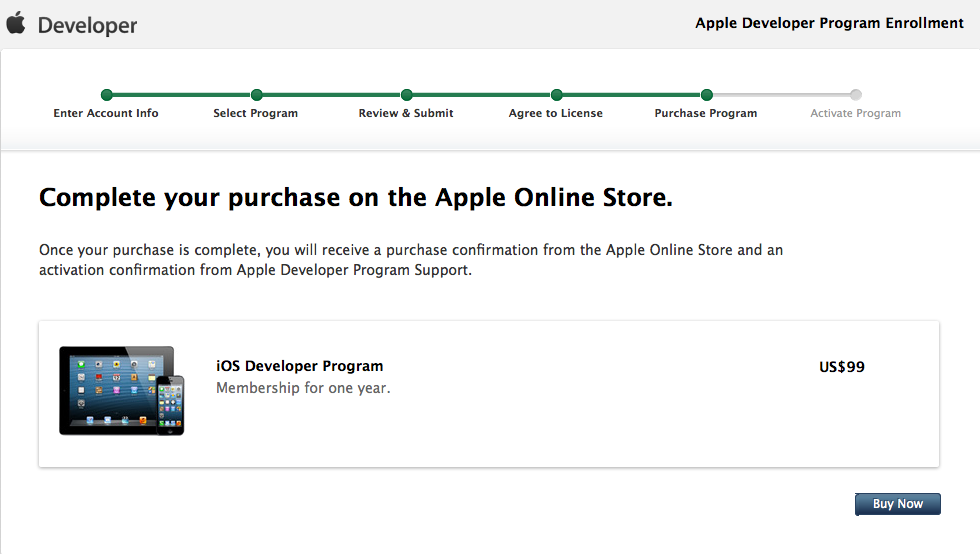 Developer
Apple Developer Program Enrollment
Enter Account Info
Select Program
Review & Submit
Agree to License
Purchase Program
Activate Program
Complete your purchase on the Apple Online Store.
Once your purchase is complete, you will receive a purchase confirmation from the Apple Online Store and an
activation confirmation from Apple Developer Program Support.
iOS Developer Program
US$99
Membership for one year.
Buy Now